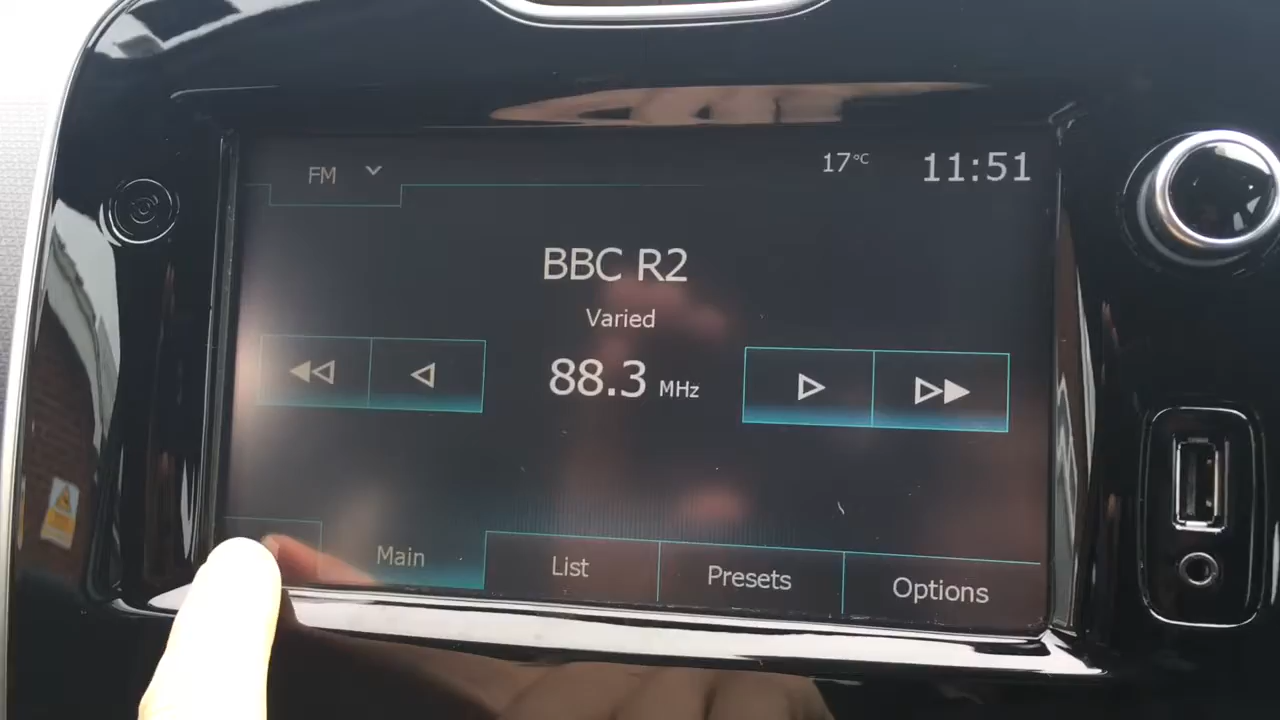 FM
17°C
11:51
BBC R2
Varied
88.3 MHz
Main
List
Presets
Options